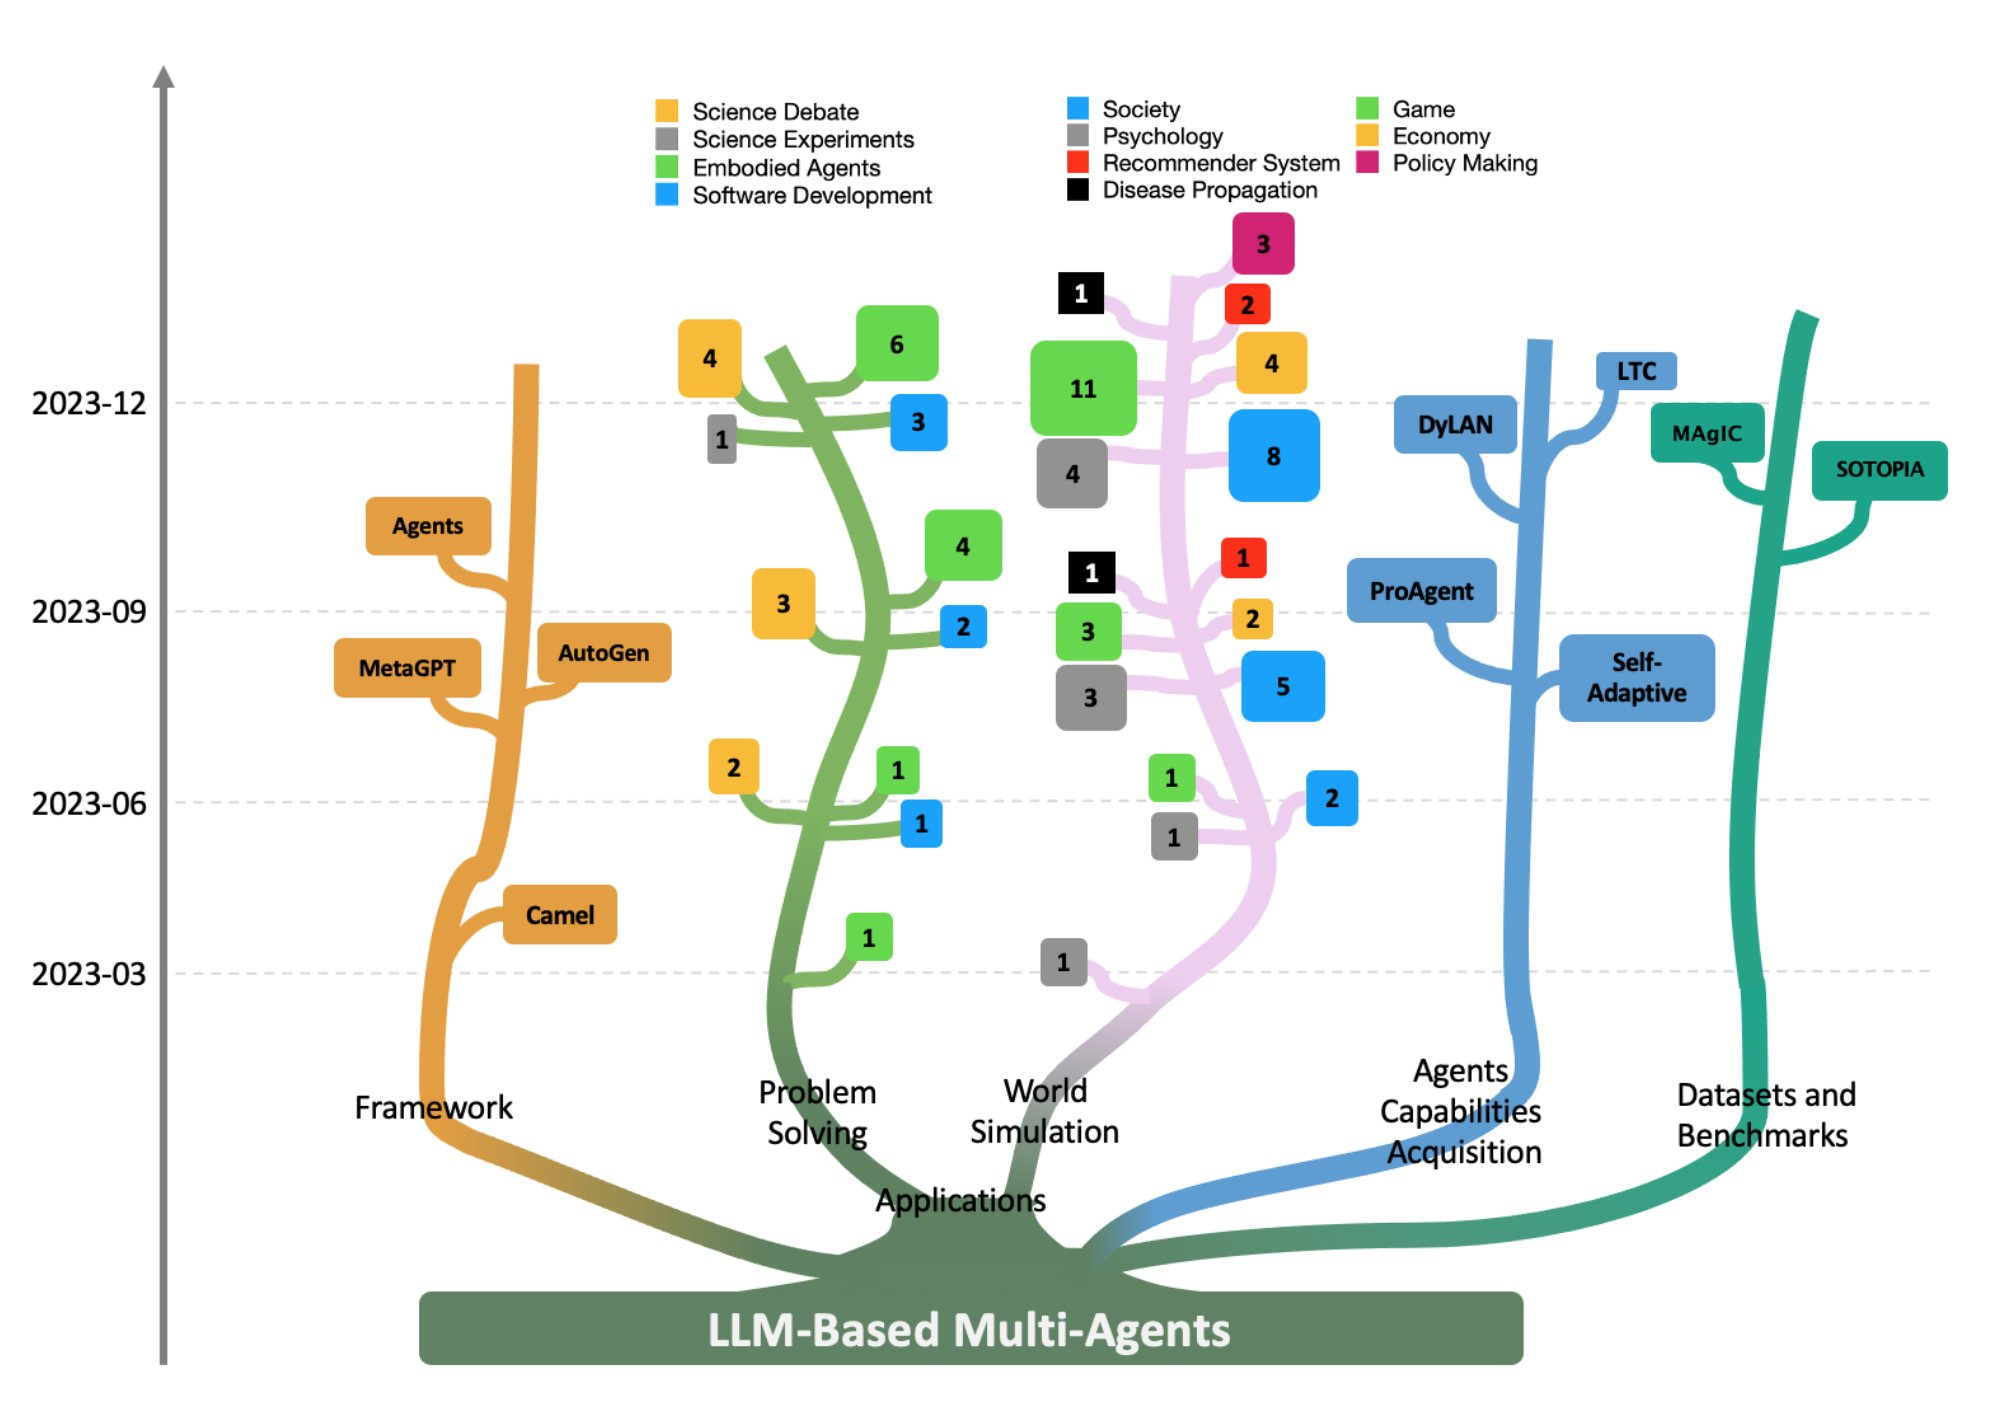 Science Debate
Science Experiments
Embodied Agents
Software Development
Society
Psychology
Recommender System
Disease Propagation
Game
Economy
Policy Making
2023-12
2023-09
2023-06
2023-03
Agents
MetaGPT
AutoGen
Camel
Framework
4
6
1
3
4
3
2
2
1
1
1
Problem
Solving
3
1
2
11
4
4
8
1
1
3
2
3
5
1
2
1
1
World
Simulation
Applications
LTC
DyLAN
ProAgent
Self-
Adaptive
Agents
Capabilities
Acquisition
MAgIC
SOTOPIA
Datasets and
Benchmarks
LLM-Based Multi-Agents